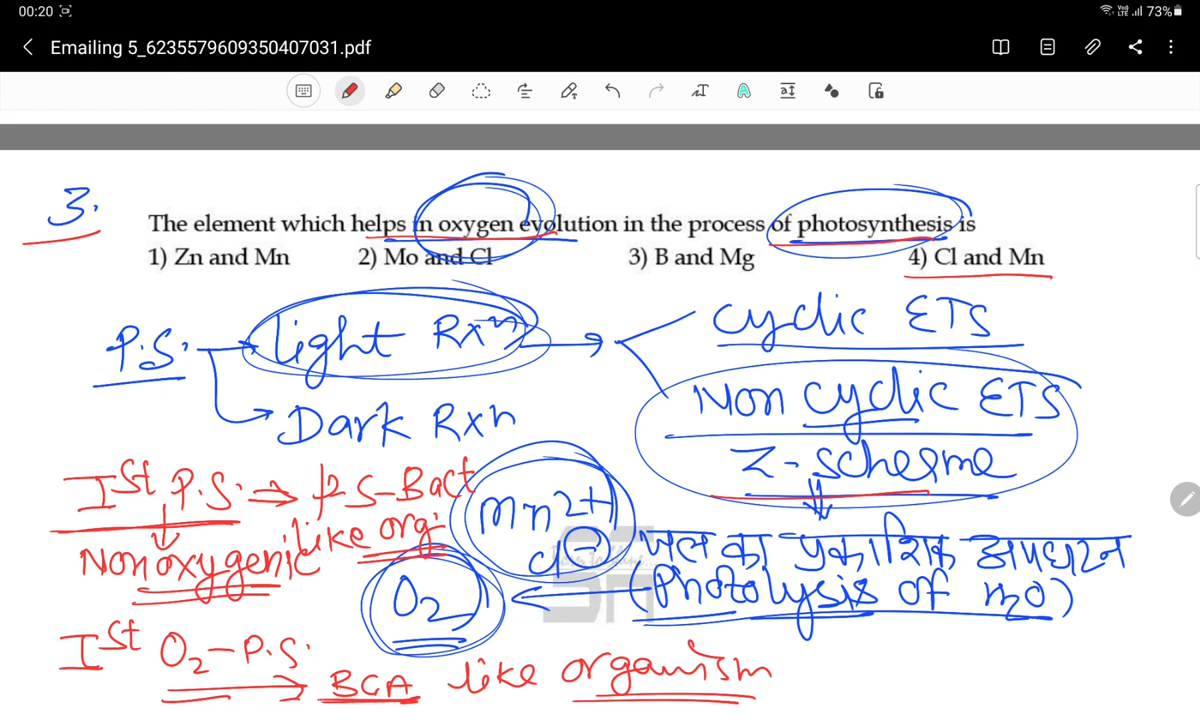 00:20 73%
Emailing 5_6235579609350407031.pdf
3.
The element which helps in oxygen evolution in the process of photosynthesis is
1) Zn and Mn 2) Mo and Cl 3) B and Mg 4) Cl and Mn
P.S. → light Rxn → cyclic ETS
Non cyclic ETS
→ Dark Rxn
Z-scheme
Ist P.S. ⇒ PS-Bact
like org.
Mn2+
Cl⊖
जल का प्रकाशिक अपघटन
Non oxygenic
O2 ← (Photolysis of H2O)
Ist O2-P.S.
→ BGA like organism